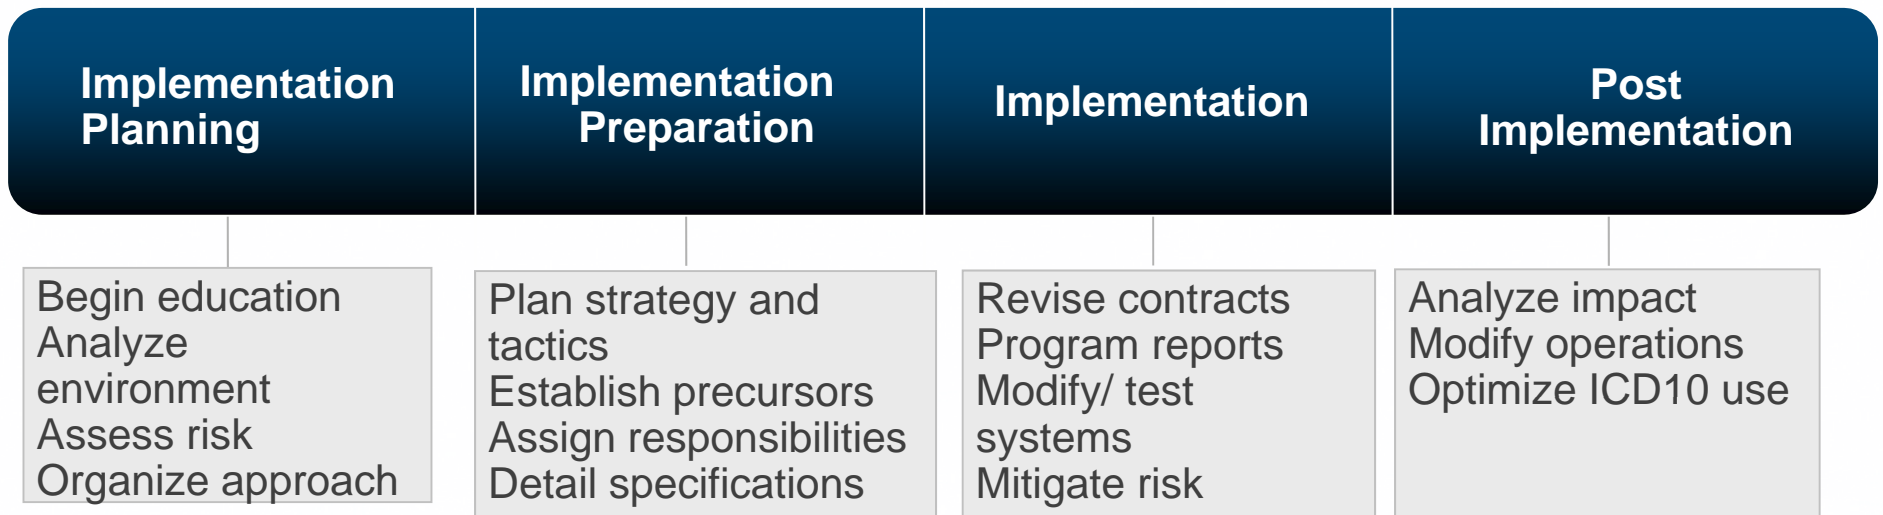 Implementation
Planning
Implementation
Preparation
Implementation
Post
Implementation
Begin education
Analyze
environment
Assess risk
Organize approach
Plan strategy and
tactics
Establish precursors
Assign responsibilities
Detail specifications
Revise contracts
Program reports
Modify/ test
systems
Mitigate risk
Analyze impact
Modify operations
Optimize ICD10 use